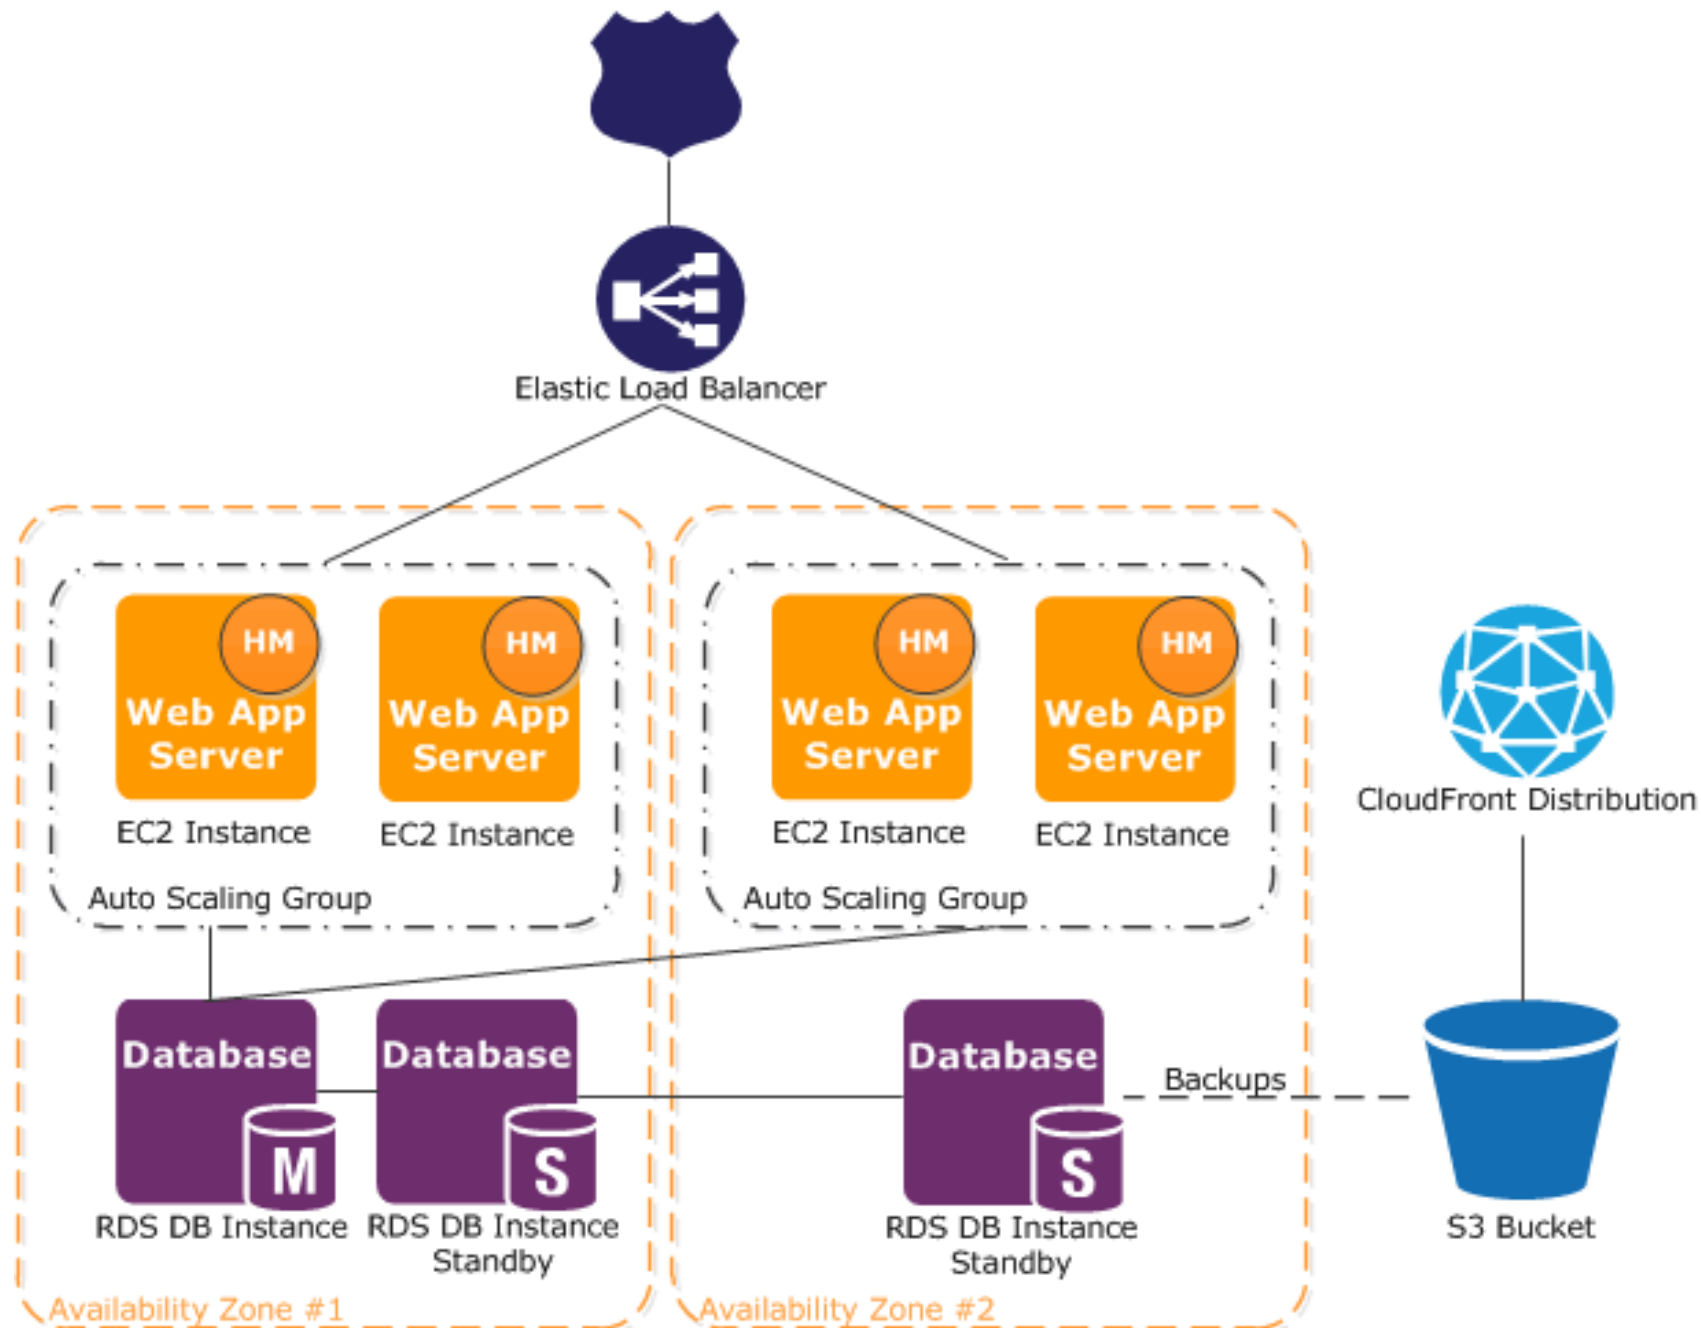 Elastic Load Balancer
HM
Web App
Server
EC2 Instance
HM
Web App
Server
EC2 Instance
Auto Scaling Group
HM
Web App
Server
EC2 Instance
HM
Web App
Server
EC2 Instance
Auto Scaling Group
CloudFront Distribution
Database
M
RDS DB Instance
Database
S
RDS DB Instance
Standby
Database
S
RDS DB Instance
Standby
Backups
S3 Bucket
Availability Zone #1
Availability Zone #2